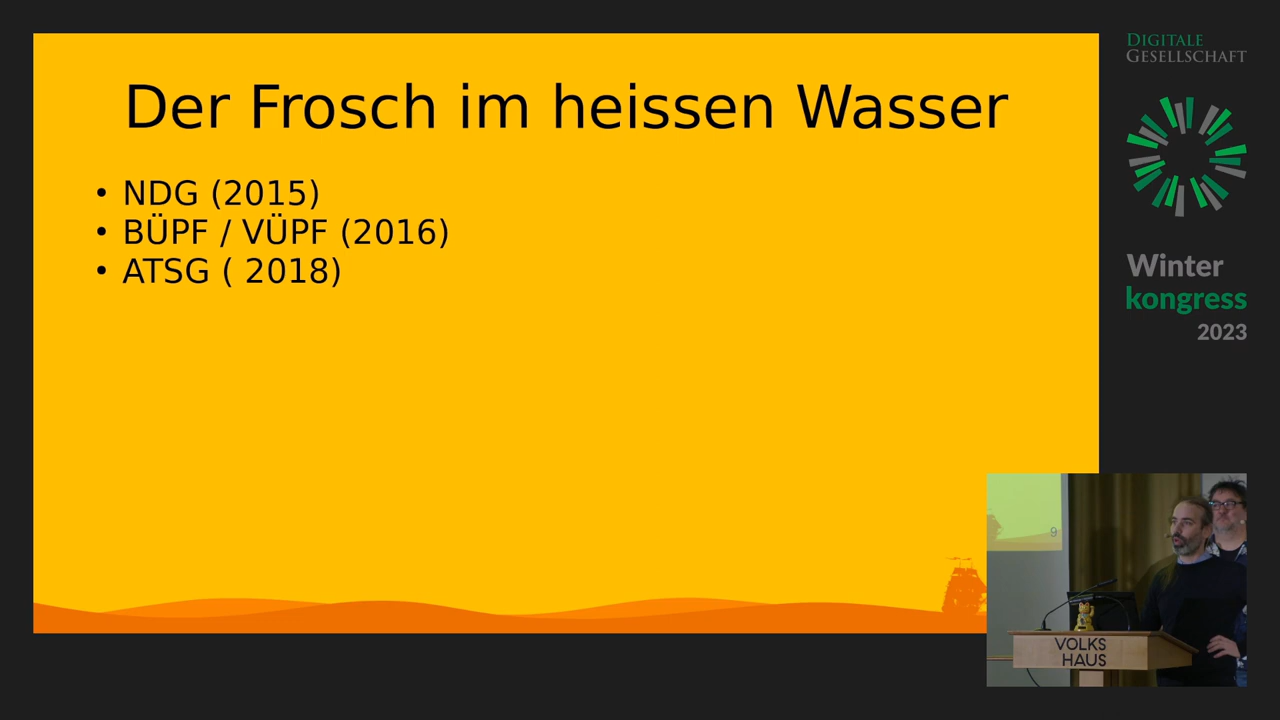 Der Frosch im heissen Wasser
• NDG (2015)
• BÜPF / VÜPF (2016)
• ATSG ( 2018)
DIGITALE
GESELLSCHAFT
Winter
kongress
2023
9
VOLKS
HAUS